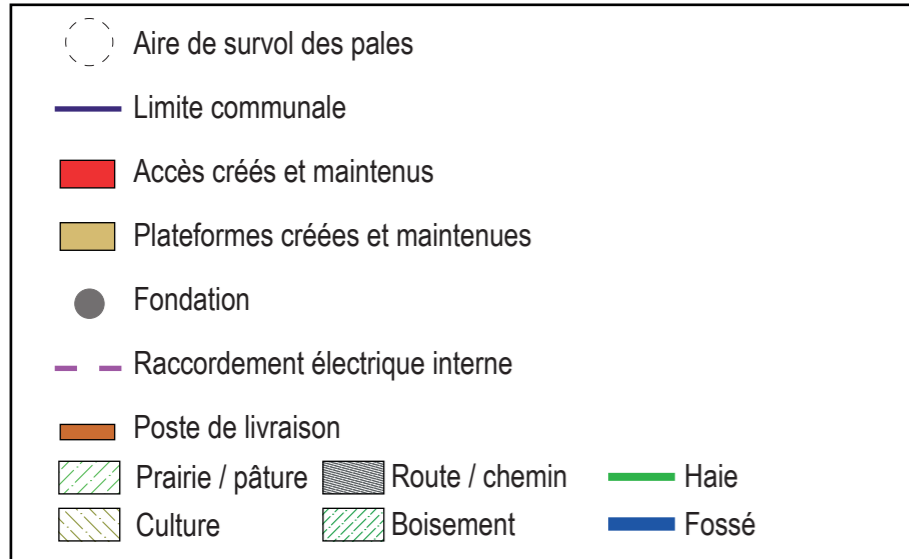 Aire de survol des pales
Limite communale
Accès créés et maintenus
Plateformes créées et maintenues
Fondation
Raccordement électrique interne
Poste de livraison
Prairie / pâture Route / chemin Haie
Culture Boisement Fossé